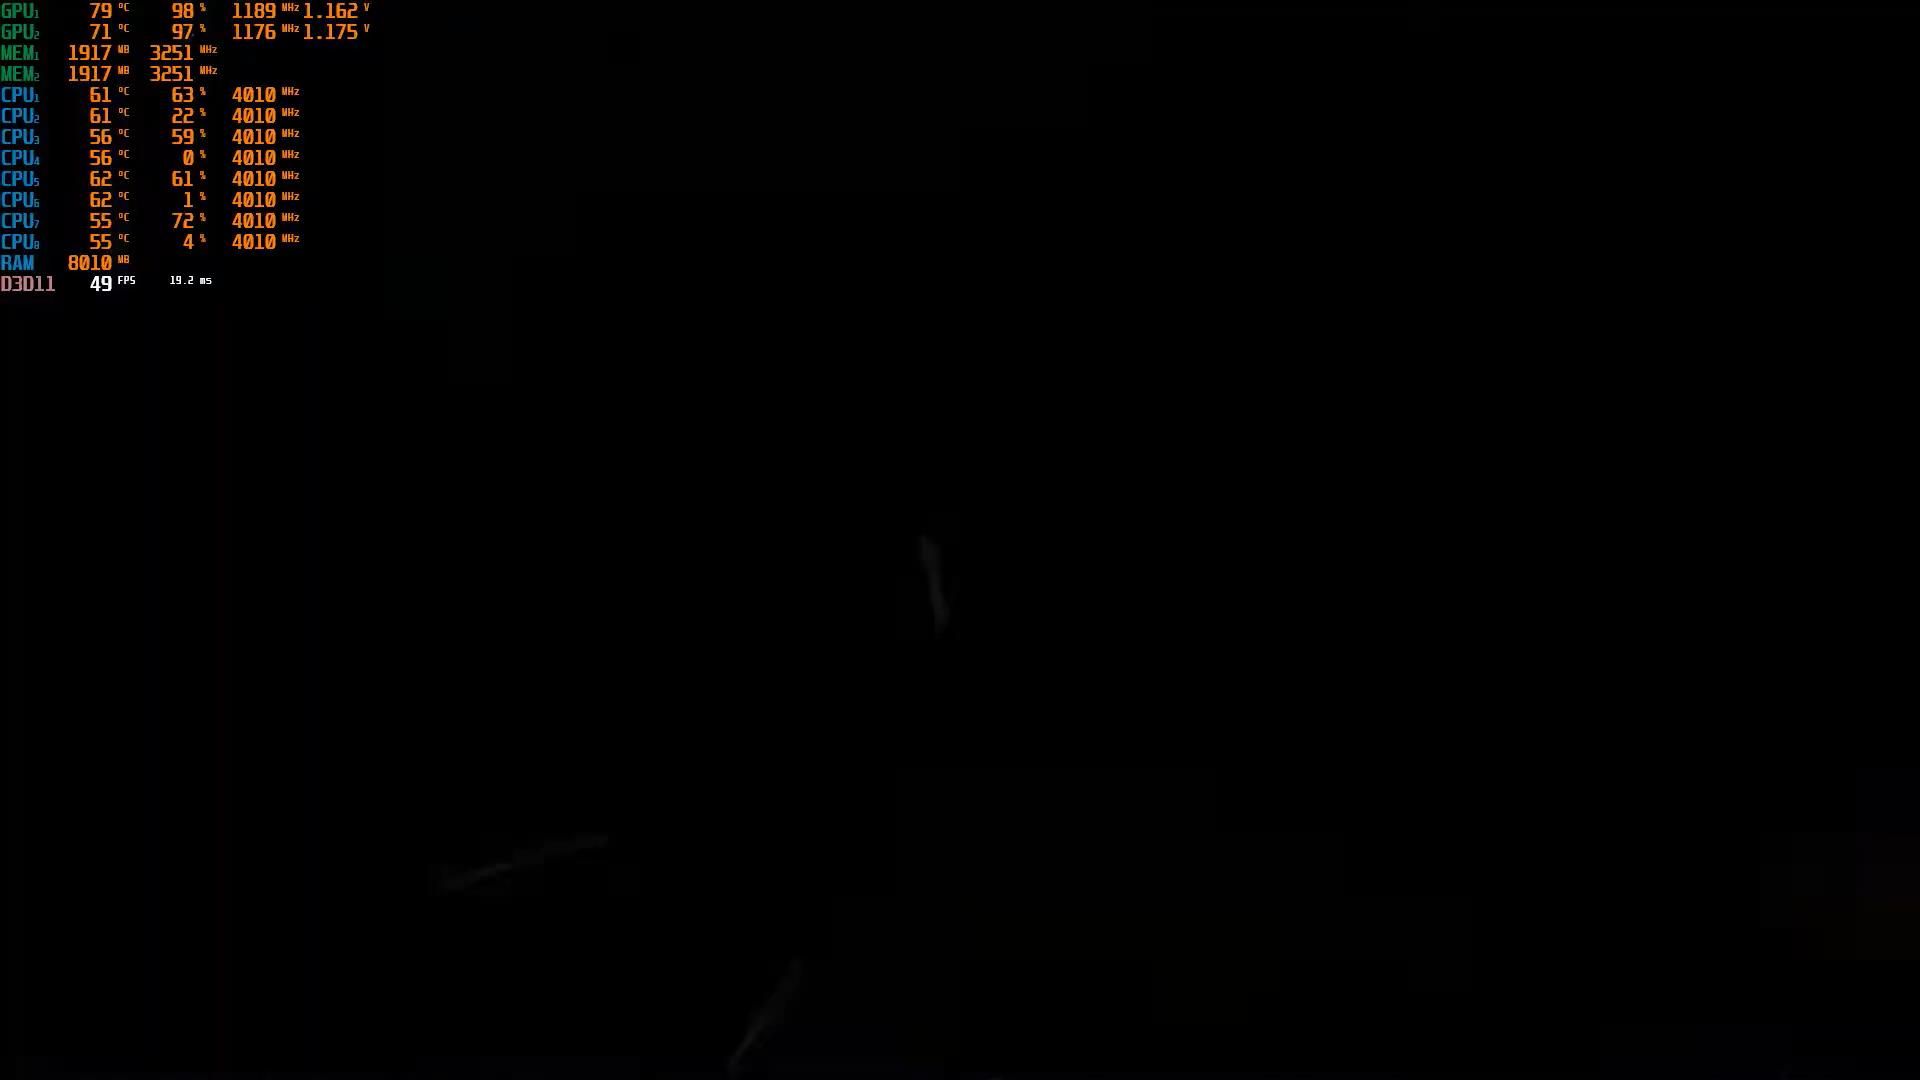 GPU1 79 °C 98 % 1189 MHz 1.162 V
GPU2 71 °C 97 % 1176 MHz 1.175 V
MEM1 1917 MB 3251 MHz
MEM2 1917 MB 3251 MHz
CPU1 61 °C 63 % 4010 MHz
CPU2 61 °C 22 % 4010 MHz
CPU3 56 °C 59 % 4010 MHz
CPU4 56 °C 0 % 4010 MHz
CPU5 62 °C 61 % 4010 MHz
CPU6 62 °C 1 % 4010 MHz
CPU7 55 °C 72 % 4010 MHz
CPU8 55 °C 4 % 4010 MHz
RAM 8010 MB
D3D11 49 FPS 19.2 ms